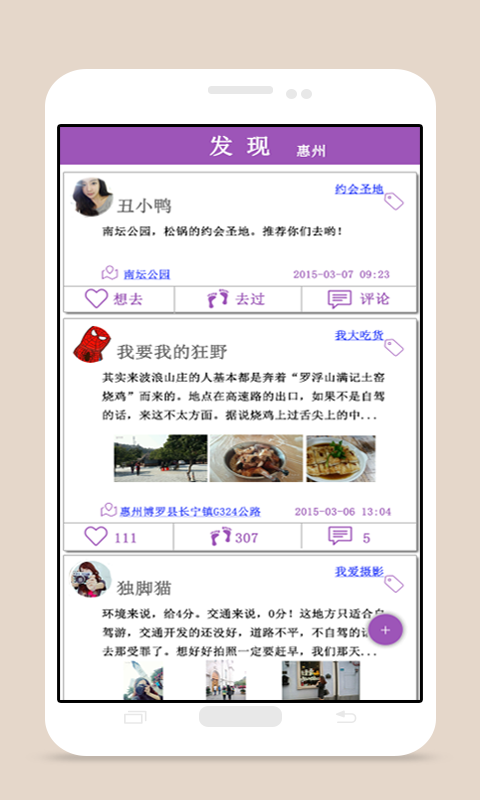 发 现 惠州
约会圣地
丑小鸭
南坛公园，松锅的约会圣地。推荐你们去哟！
南坛公园 2015-03-07 09:23
想去 去过 评论
我大吃货
我要我的狂野
其实来波浪山庄的人基本都是奔着“罗浮山满记土窑
烧鸡”而来的。地点在高速路的出口，如果不是自驾
的话，来这不太方面。据说烧鸡上过舌尖上的中...
惠州博罗县长宁镇G324公路 2015-03-06 13:04
111 307 5
我爱摄影
独脚猫
环境来说，给4分。交通来说，0分！这地方只适合自
驾游，交通开发的还没好，道路不平，不自驾的话
去那受罪了。想好好拍照一定要赶早，我们那天...
+